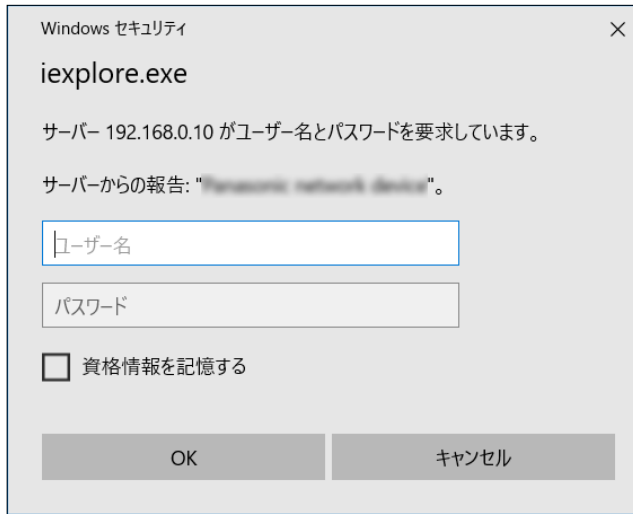 Windows セキュリティ
iexplore.exe
サーバー 192.168.0.10 がユーザー名とパスワードを要求しています。
サーバーからの報告: "Panasonic network device"。
ユーザー名
パスワード
資格情報を記憶する
OK
キャンセル